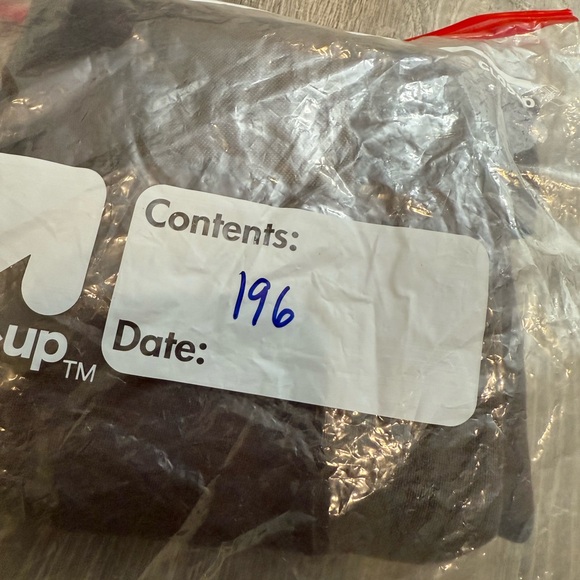 Contents:
196
Date:
up™